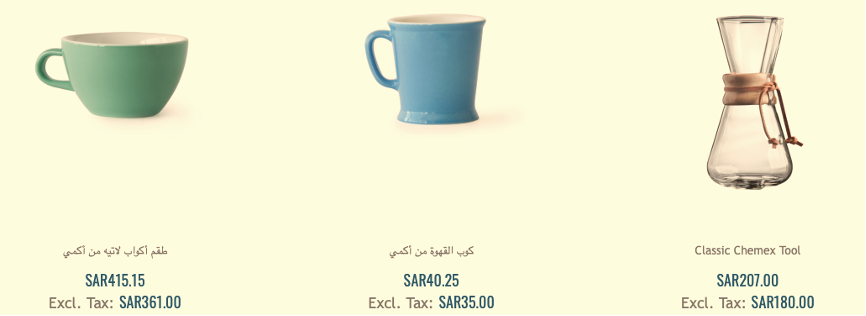 طقم أكواب لاتيه من أكمي
SAR415.15
Excl. Tax: SAR361.00
كوب القهوة من أكمي
SAR40.25
Excl. Tax: SAR35.00
Classic Chemex Tool
SAR207.00
Excl. Tax: SAR180.00